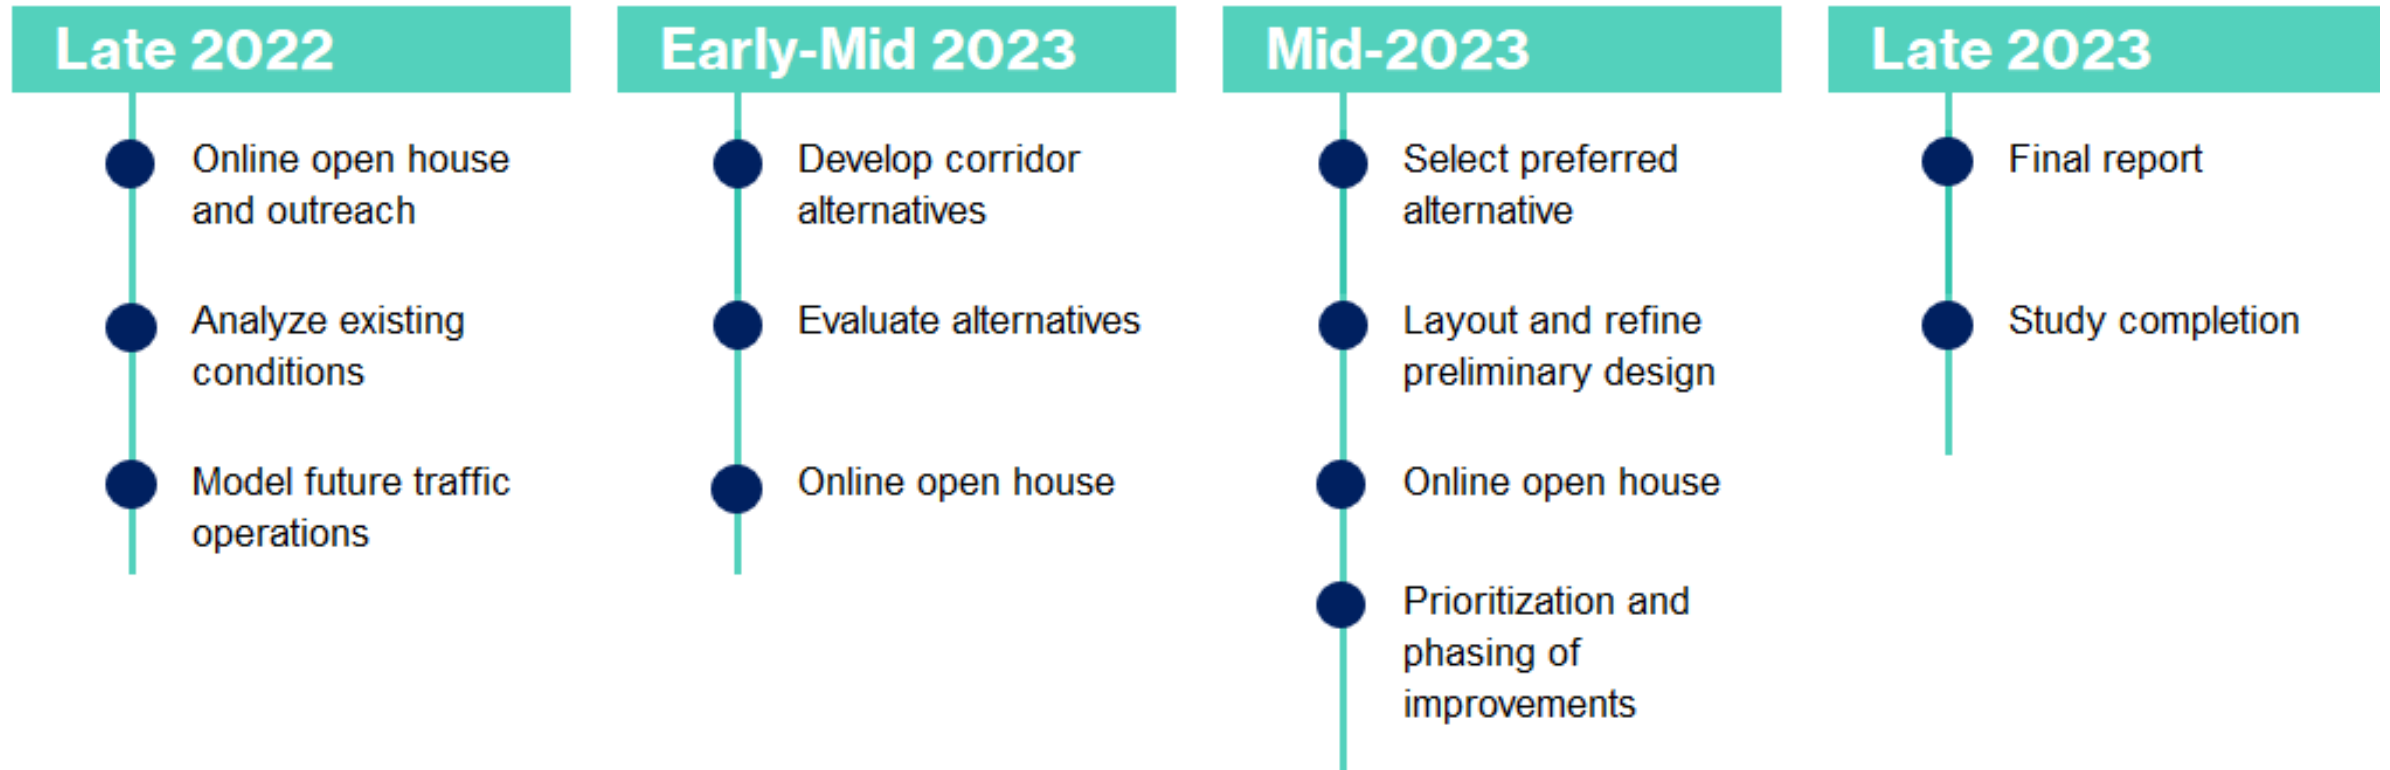 Late 2022
Online open house
and outreach
Analyze existing
conditions
Model future traffic
operations
Early-Mid 2023
Develop corridor
alternatives
Evaluate alternatives
Online open house
Mid-2023
Select preferred
alternative
Layout and refine
preliminary design
Online open house
Prioritization and
phasing of
improvements
Late 2023
Final report
Study completion